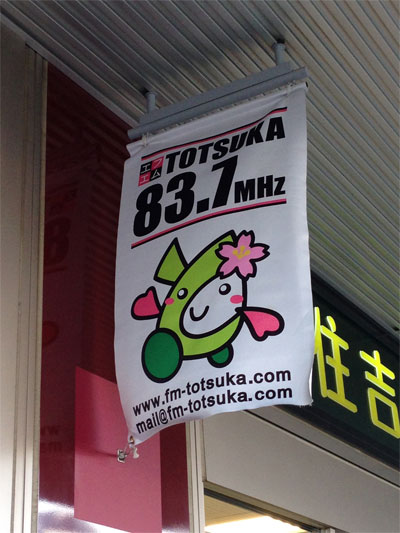 エフエム TOTSUKA
83.7MHz
www.fm-totsuka.com
mail@fm-totsuka.com
住吉